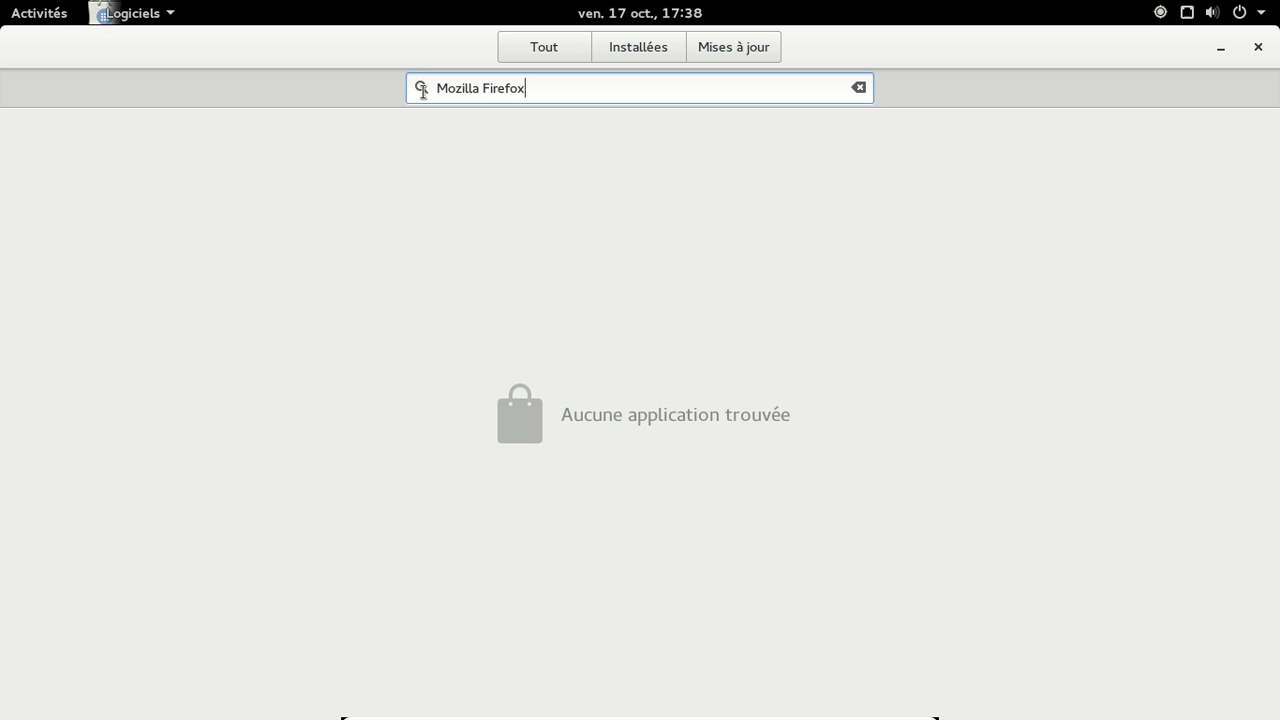 Activités Logiciels ven. 17 oct., 17:38
Tout Installées Mises à jour
Mozilla Firefox
Aucune application trouvée